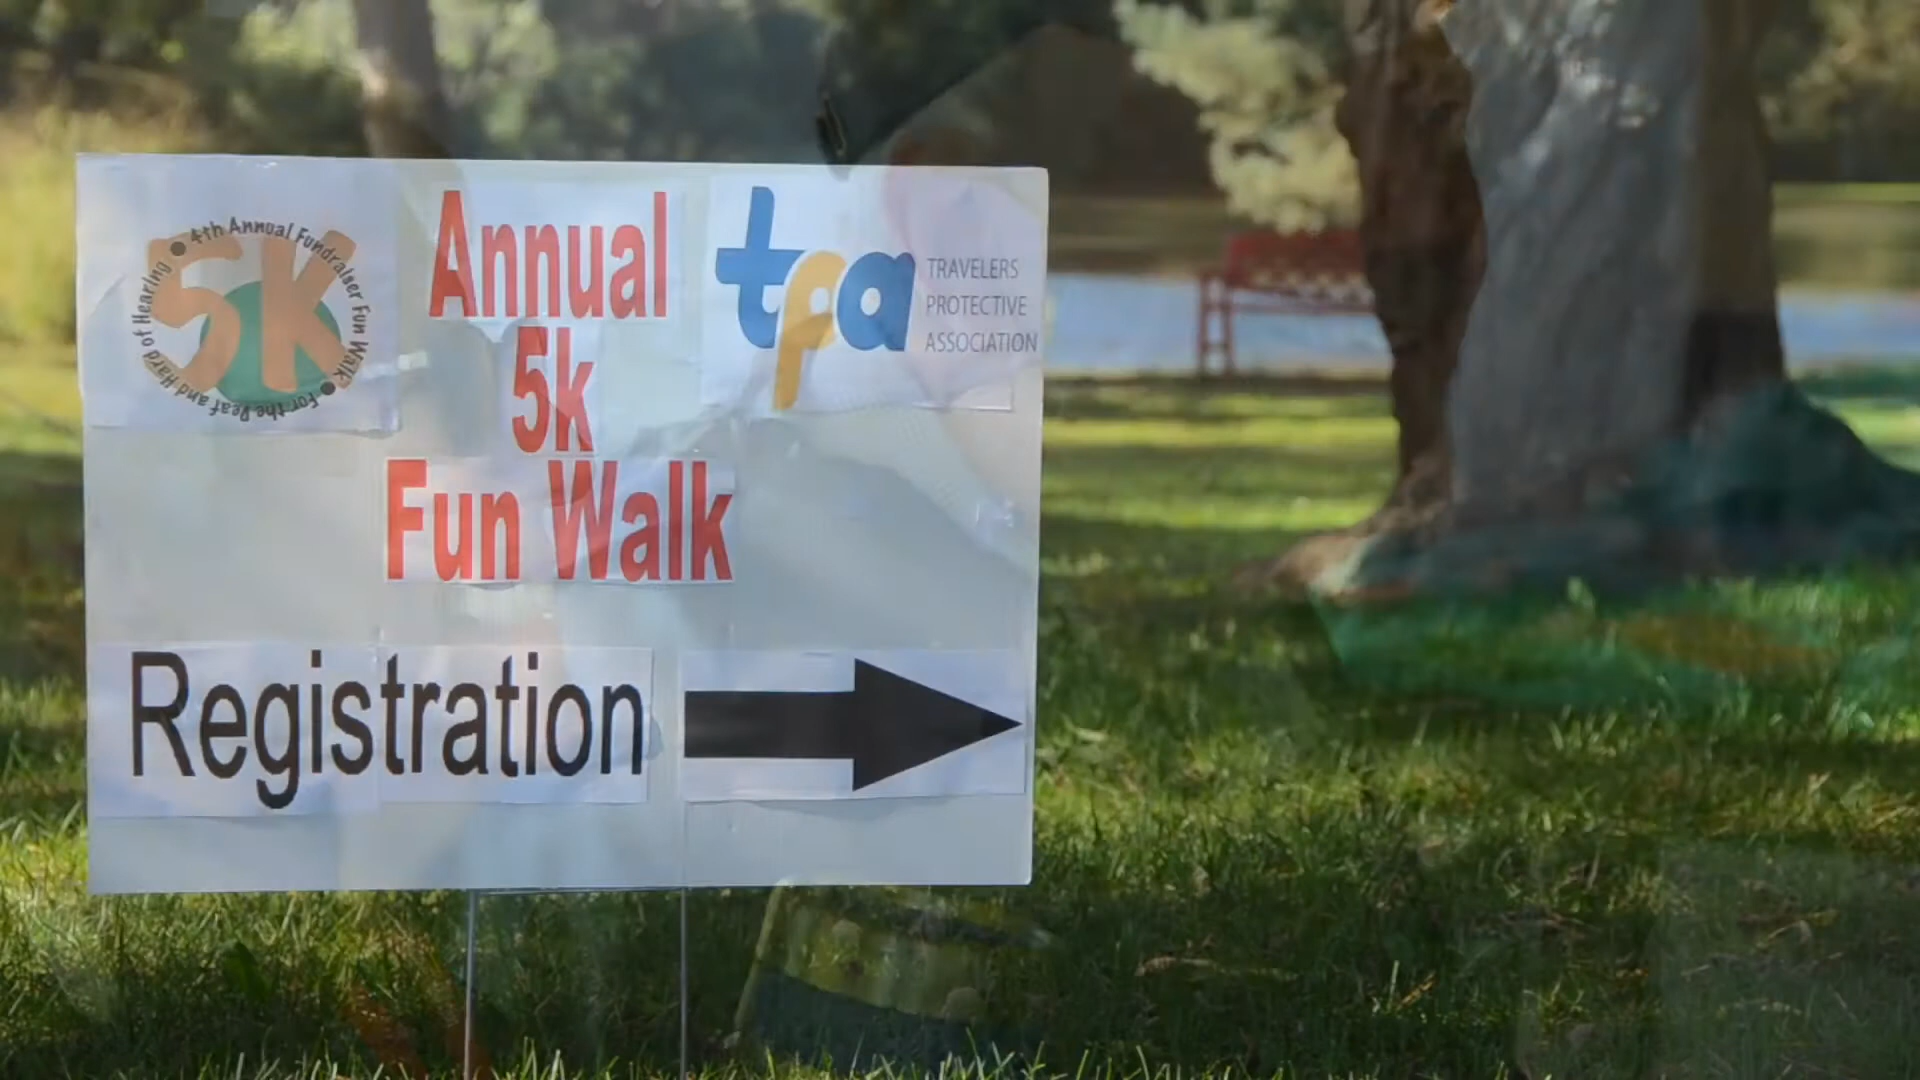 4th Annual Fundraiser Fun Walk
For the Deaf and Hard of Hearing
5K
Annual
5k
Fun Walk
tpa
TRAVELERS
PROTECTIVE
ASSOCIATION
Registration